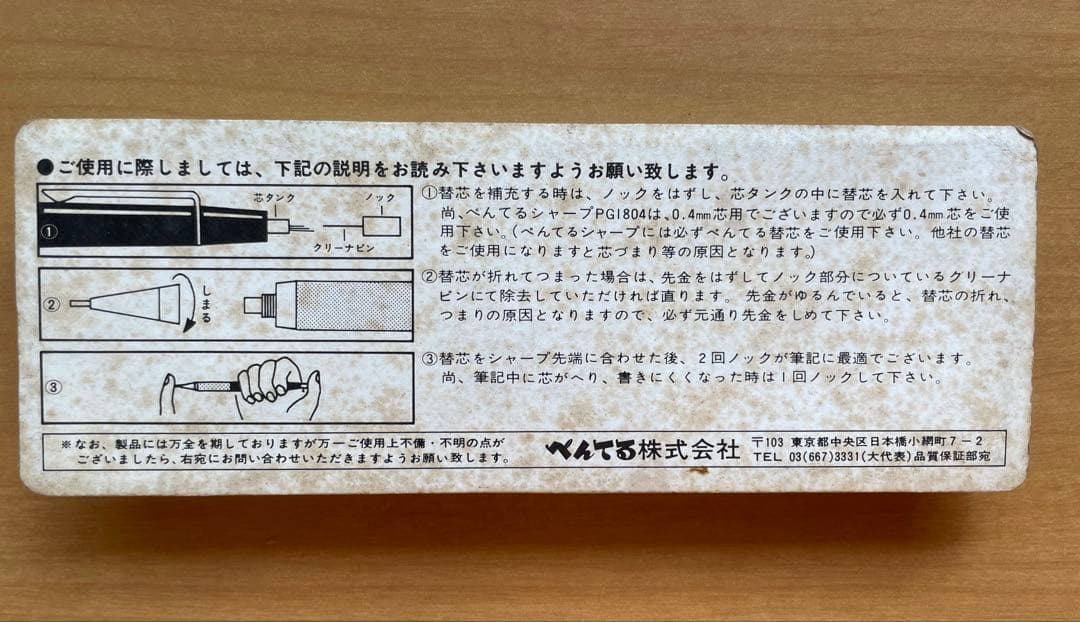 ●ご使用に際しましては、下記の説明をお読み下さいますようお願い致します。
芯タンク
ノック
クリーナピン
①
①替芯を補充する時は、ノックをはずし、芯タンクの中に替芯を入れて下さい。
尚、ぺんてるシャープPG1804は、0.4mm芯用でございますので必ず0.4mm芯をご使
用下さい。(ぺんてるシャープには必ずぺんてる替芯をご使用下さい。他社の替芯
をご使用になりますと芯づまり等の原因となります。)
②
しまる
②替芯が折れてつまった場合は、先金をはずしてノック部分についているクリーナ
ピンにて除去していただければ直ります。先金がゆるんでいると、替芯の折れ、
つまりの原因となりますので、必ず元通り先金をしめて下さい。
③
③替芯をシャープ先端に合わせた後、2回ノックが筆記に最適でございます。
尚、筆記中に芯がへり、書きにくくなった時は1回ノックして下さい。
※なお、製品には万全を期しておりますが万一ご使用上不備・不明の点が
ございましたら、右宛にお問い合わせいただきますようお願い致します。
ぺんてる株式会社
〒103 東京都中央区日本橋小網町7-2
TEL 03(667)3331(大代表)品質保証部宛